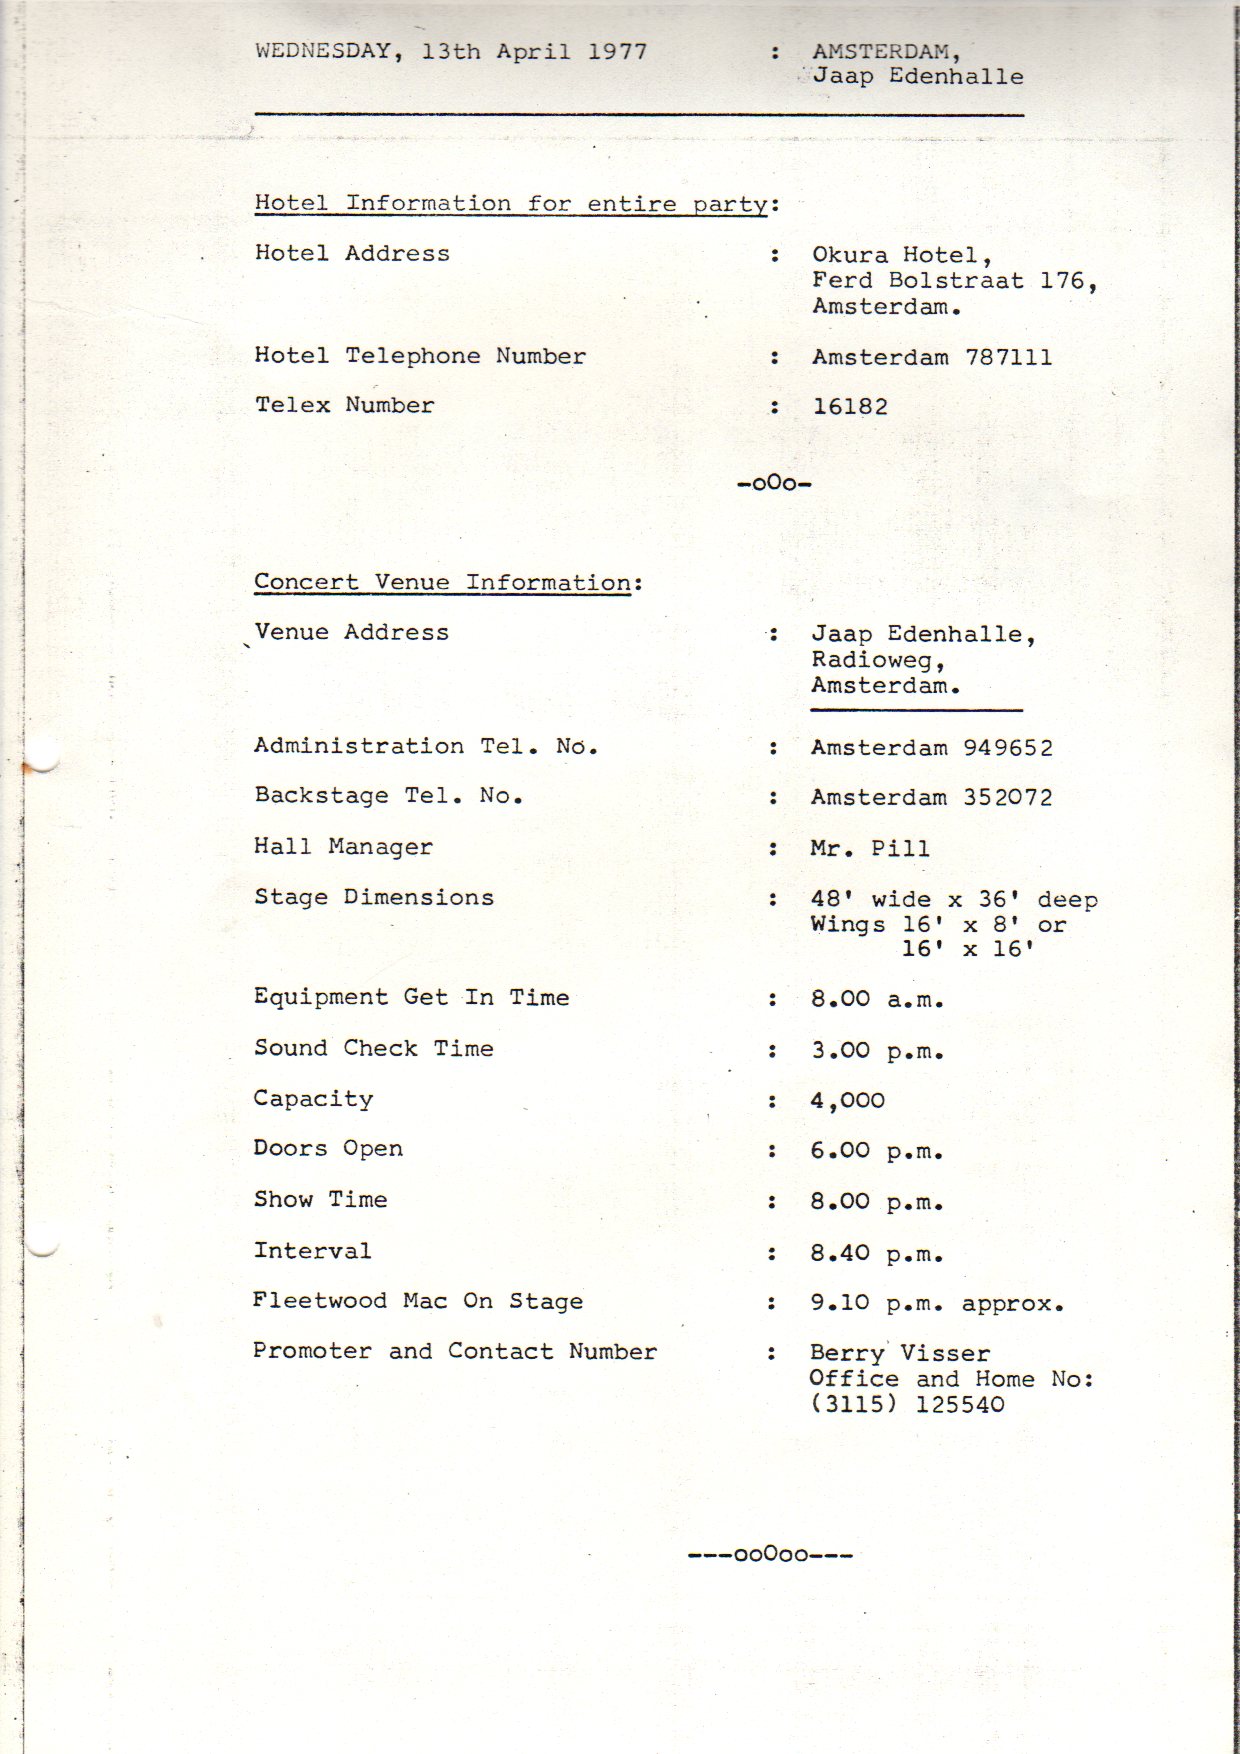 WEDNESDAY, 13th April 1977 : AMSTERDAM,
Jaap Edenhalle
Hotel Information for entire party:
Hotel Address : Okura Hotel,
Ferd Bolstraat 176,
Amsterdam.
Hotel Telephone Number : Amsterdam 787111
Telex Number : 16182
-oOo-
Concert Venue Information:
Venue Address : Jaap Edenhalle,
Radioweg,
Amsterdam.
Administration Tel. No. : Amsterdam 949652
Backstage Tel. No. : Amsterdam 352072
Hall Manager : Mr. Pill
Stage Dimensions : 48' wide x 36' deep
Wings 16' x 8' or
16' x 16'
Equipment Get In Time : 8.00 a.m.
Sound Check Time : 3.00 p.m.
Capacity : 4,000
Doors Open : 6.00 p.m.
Show Time : 8.00 p.m.
Interval : 8.40 p.m.
Fleetwood Mac On Stage : 9.10 p.m. approx.
Promoter and Contact Number : Berry Visser
Office and Home No:
(3115) 125540
---ooOoo---